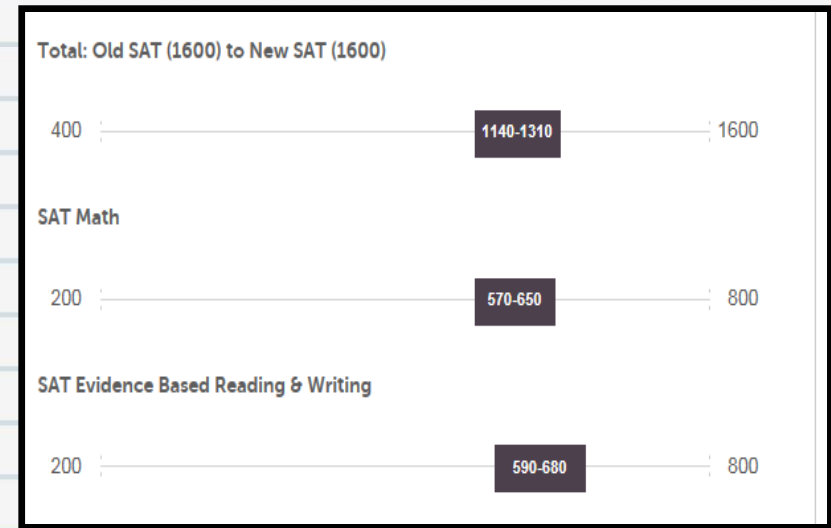 Total: Old SAT (1600) to New SAT (1600)
400 1140-1310 1600
SAT Math
200 570-650 800
SAT Evidence Based Reading & Writing
200 590-680 800